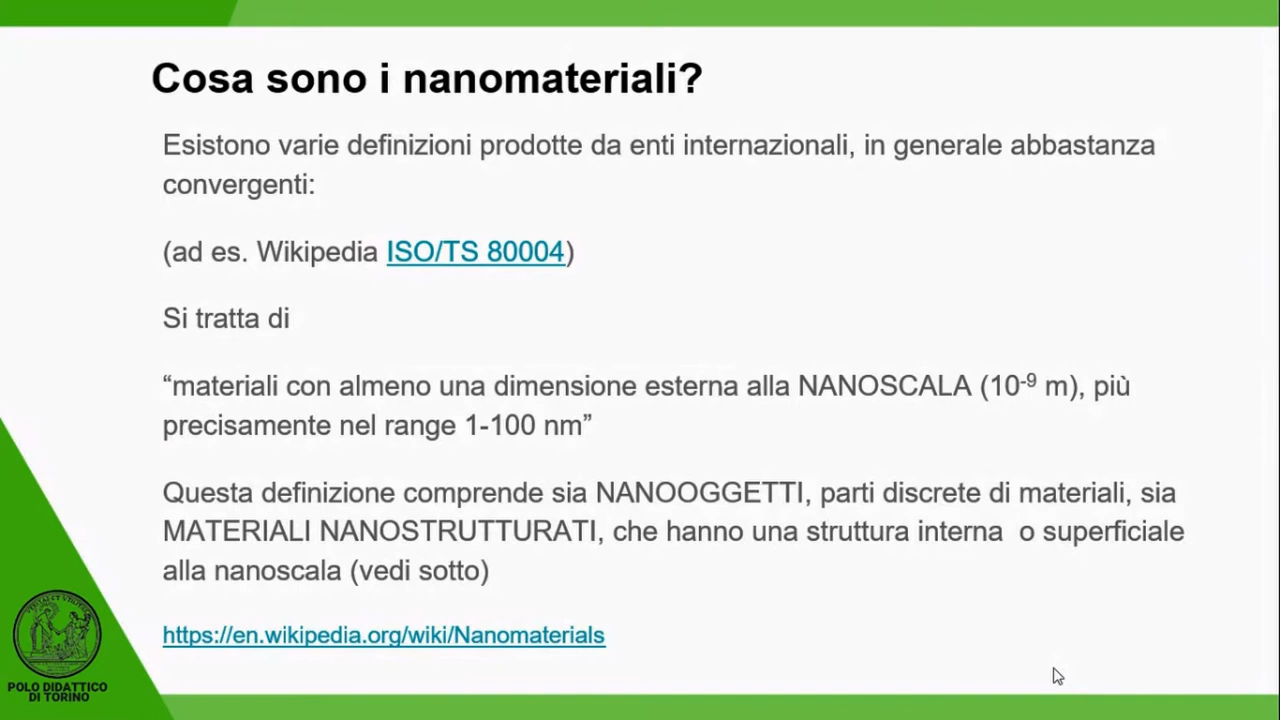 Cosa sono i nanomateriali?
Esistono varie definizioni prodotte da enti internazionali, in generale abbastanza
convergenti:
(ad es. Wikipedia ISO/TS 80004)
Si tratta di
“materiali con almeno una dimensione esterna alla NANOSCALA (10⁻⁹ m), più
precisamente nel range 1-100 nm”
Questa definizione comprende sia NANOOGGETTI, parti discrete di materiali, sia
MATERIALI NANOSTRUTTURATI, che hanno una struttura interna o superficiale
alla nanoscala (vedi sotto)
https://en.wikipedia.org/wiki/Nanomaterials
POLO DIDATTICO
DI TORINO